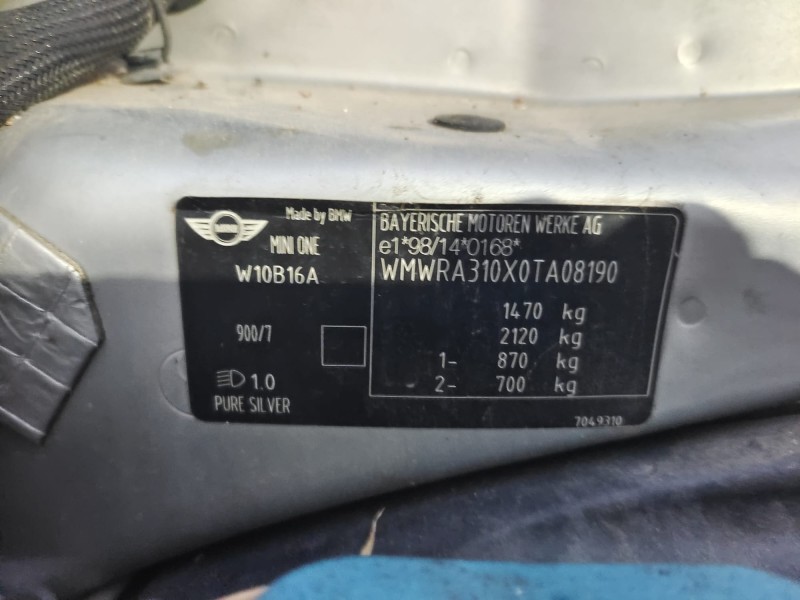 Made by BMW
MINI
MINI ONE
W10B16A
900/7
1.0
PURE SILVER
BAYERISCHE MOTOREN WERKE AG
e1*98/14*0168*
WMWRA310X0TA08190
1470 kg
2120 kg
1- 870 kg
2- 700 kg
7049310